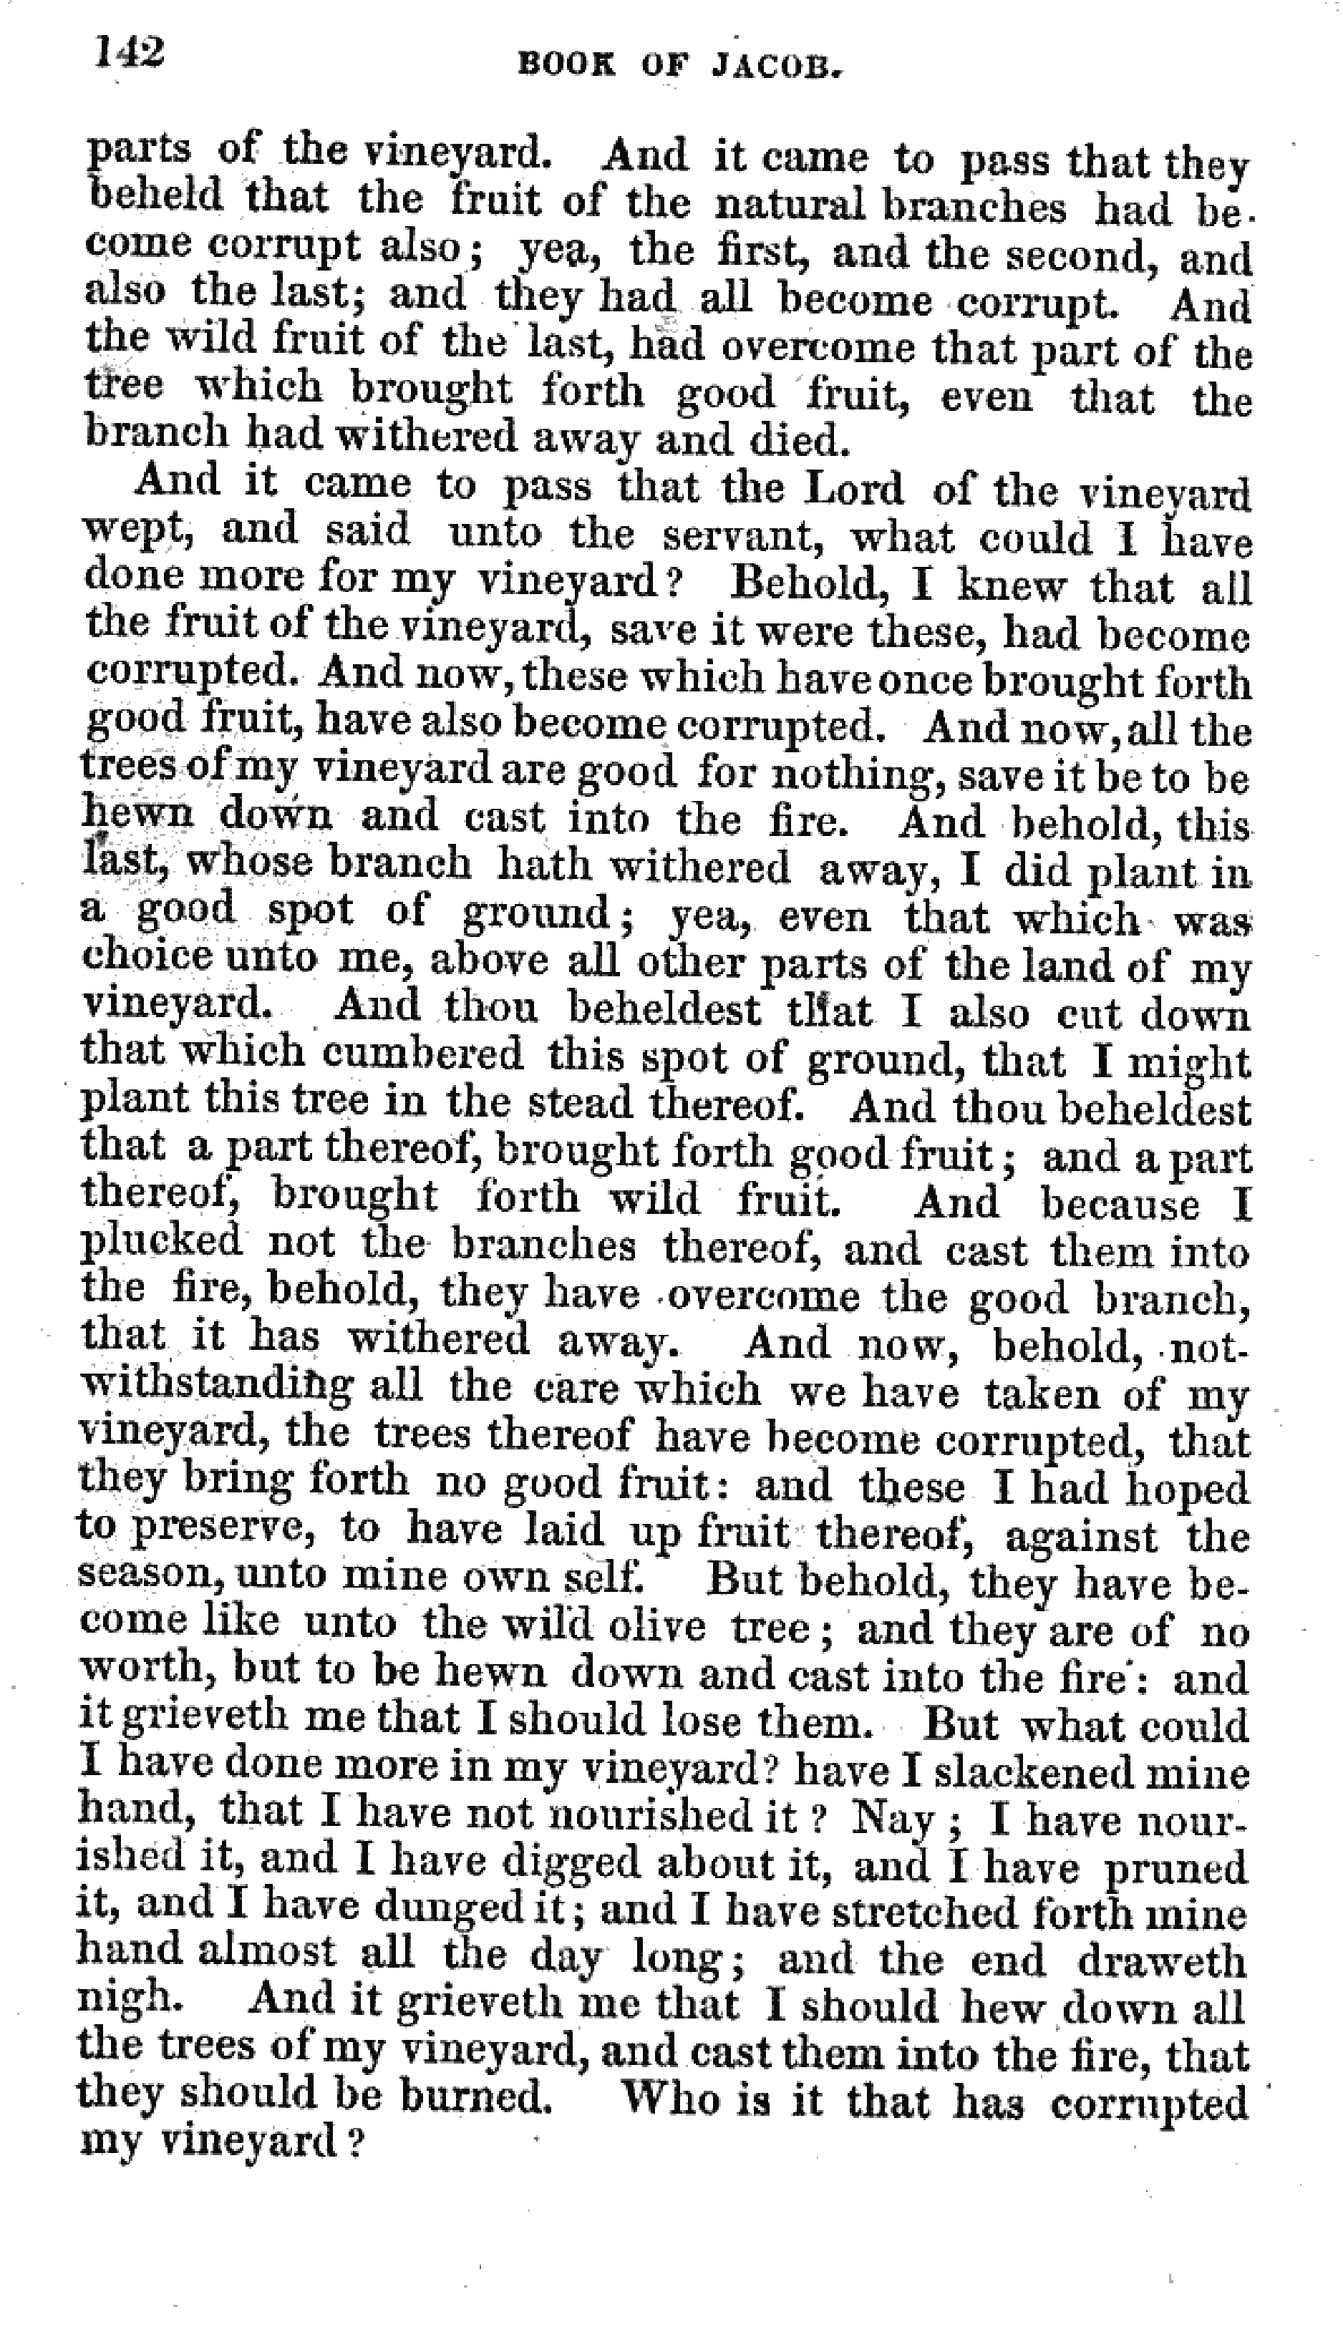 142
BOOK OF JACOB.
parts of the vineyard. And it came to pass that they
beheld that the fruit of the natural branches had be-
come corrupt also; yea, the first, and the second, and
also the last; and they had all become corrupt. And
the wild fruit of the last, had overcome that part of the
tree which brought forth good fruit, even that the
branch had withered away and died.
And it came to pass that the Lord of the vineyard
wept, and said unto the servant, what could I have
done more for my vineyard? Behold, I knew that all
the fruit of the vineyard, save it were these, had become
corrupted. And now, these which have once brought forth
good fruit, have also become corrupted. And now, all the
trees of my vineyard are good for nothing, save it be to be
hewn down and cast into the fire. And behold, this
last, whose branch hath withered away, I did plant in
a good spot of ground; yea, even that which was
choice unto me, above all other parts of the land of my
vineyard. And thou beheldest that I also cut down
that which cumbered this spot of ground, that I might
plant this tree in the stead thereof. And thou beheldest
that a part thereof, brought forth good fruit; and a part
thereof, brought forth wild fruit. And because I
plucked not the branches thereof, and cast them into
the fire, behold, they have overcome the good branch,
that it has withered away. And now, behold, not-
withstanding all the care which we have taken of my
vineyard, the trees thereof have become corrupted, that
they bring forth no good fruit: and these I had hoped
to preserve, to have laid up fruit thereof, against the
season, unto mine own self. But behold, they have be-
come like unto the wild olive tree; and they are of no
worth, but to be hewn down and cast into the fire: and
it grieveth me that I should lose them. But what could
I have done more in my vineyard? have I slackened mine
hand, that I have not nourished it? Nay; I have nour-
ished it, and I have digged about it, and I have pruned
it, and I have dunged it; and I have stretched forth mine
hand almost all the day long; and the end draweth
nigh. And it grieveth me that I should hew down all
the trees of my vineyard, and cast them into the fire, that
they should be burned. Who is it that has corrupted
my vineyard?